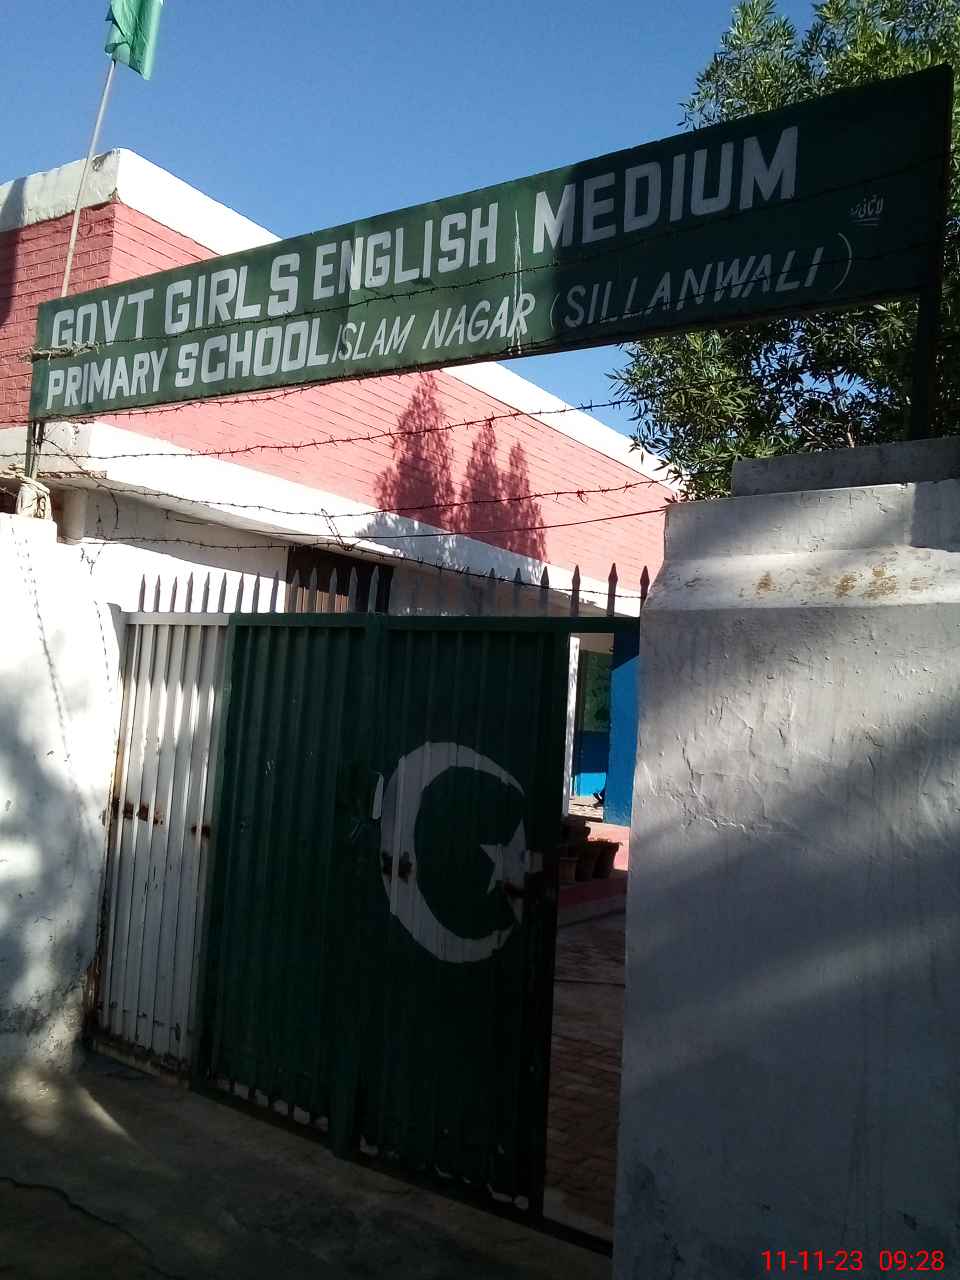 GOVT GIRLS ENGLISH MEDIUM
PRIMARY SCHOOL ISLAM NAGAR (SILLANWALI)
11-11-23 09:28